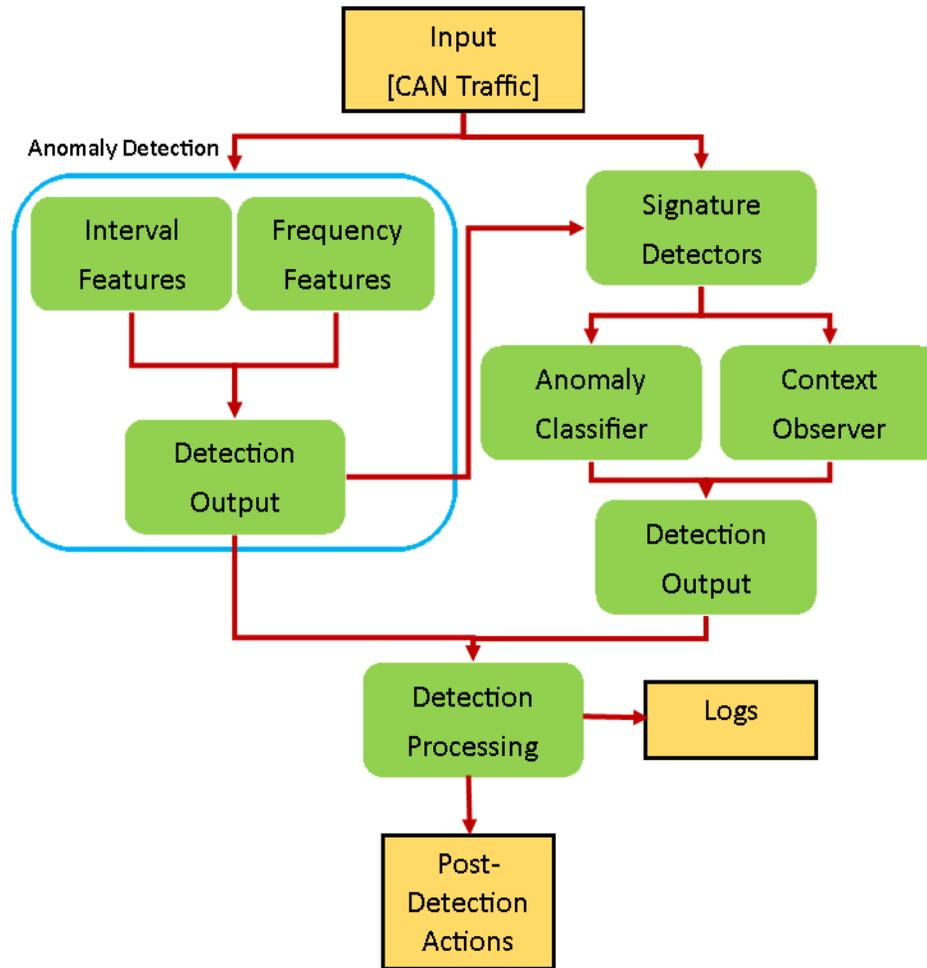 Input
[CAN Traffic]
Anomaly Detection
Interval
Features
Frequency
Features
Signature
Detectors
Anomaly
Classifier
Context
Observer
Detection
Output
Detection
Output
Detection
Processing
Logs
Post-
Detection
Actions